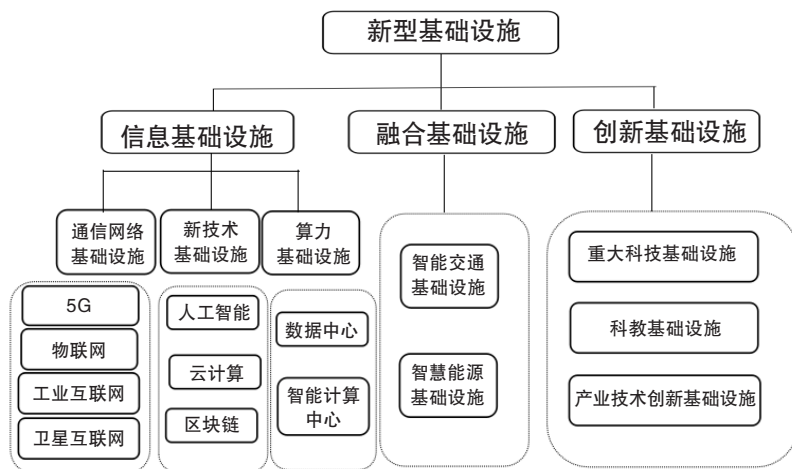 新型基础设施
信息基础设施
融合基础设施
创新基础设施
通信网络
基础设施
新技术
基础设施
算力
基础设施
5G
物联网
工业互联网
卫星互联网
人工智能
云计算
区块链
数据中心
智能计算
中心
智能交通
基础设施
智慧能源
基础设施
重大科技基础设施
科教基础设施
产业技术创新基础设施